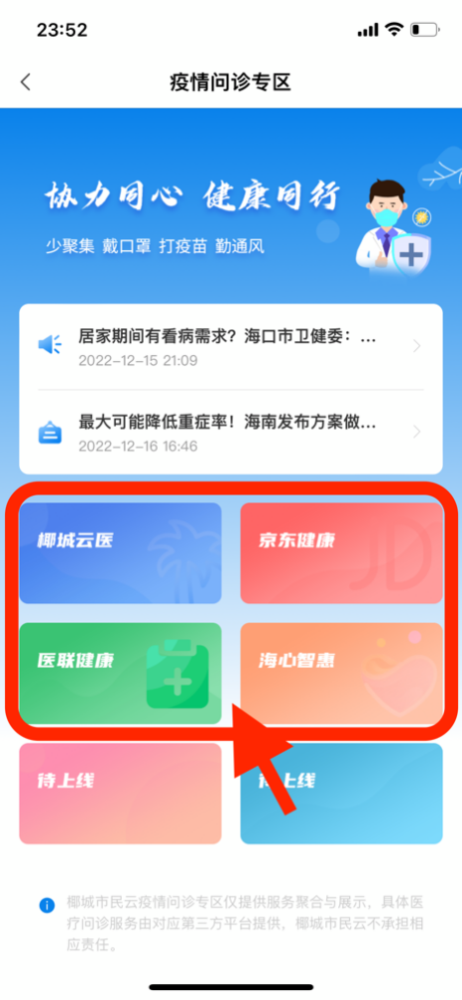 23:52
疫情问诊专区
协力同心 健康同行
少聚集 戴口罩 打疫苗 勤通风
居家期间有看病需求？海口市卫健委：...
2022-12-15 21:09
最大可能降低重症率！海南发布方案做...
2022-12-16 16:46
椰城云医
京东健康
JD
医联健康
海心智惠
待上线
待上线
椰城市民云疫情问诊专区仅提供服务聚合与展示，具体医
疗问诊服务由对应第三方平台提供，椰城市民云不承担相
应责任。